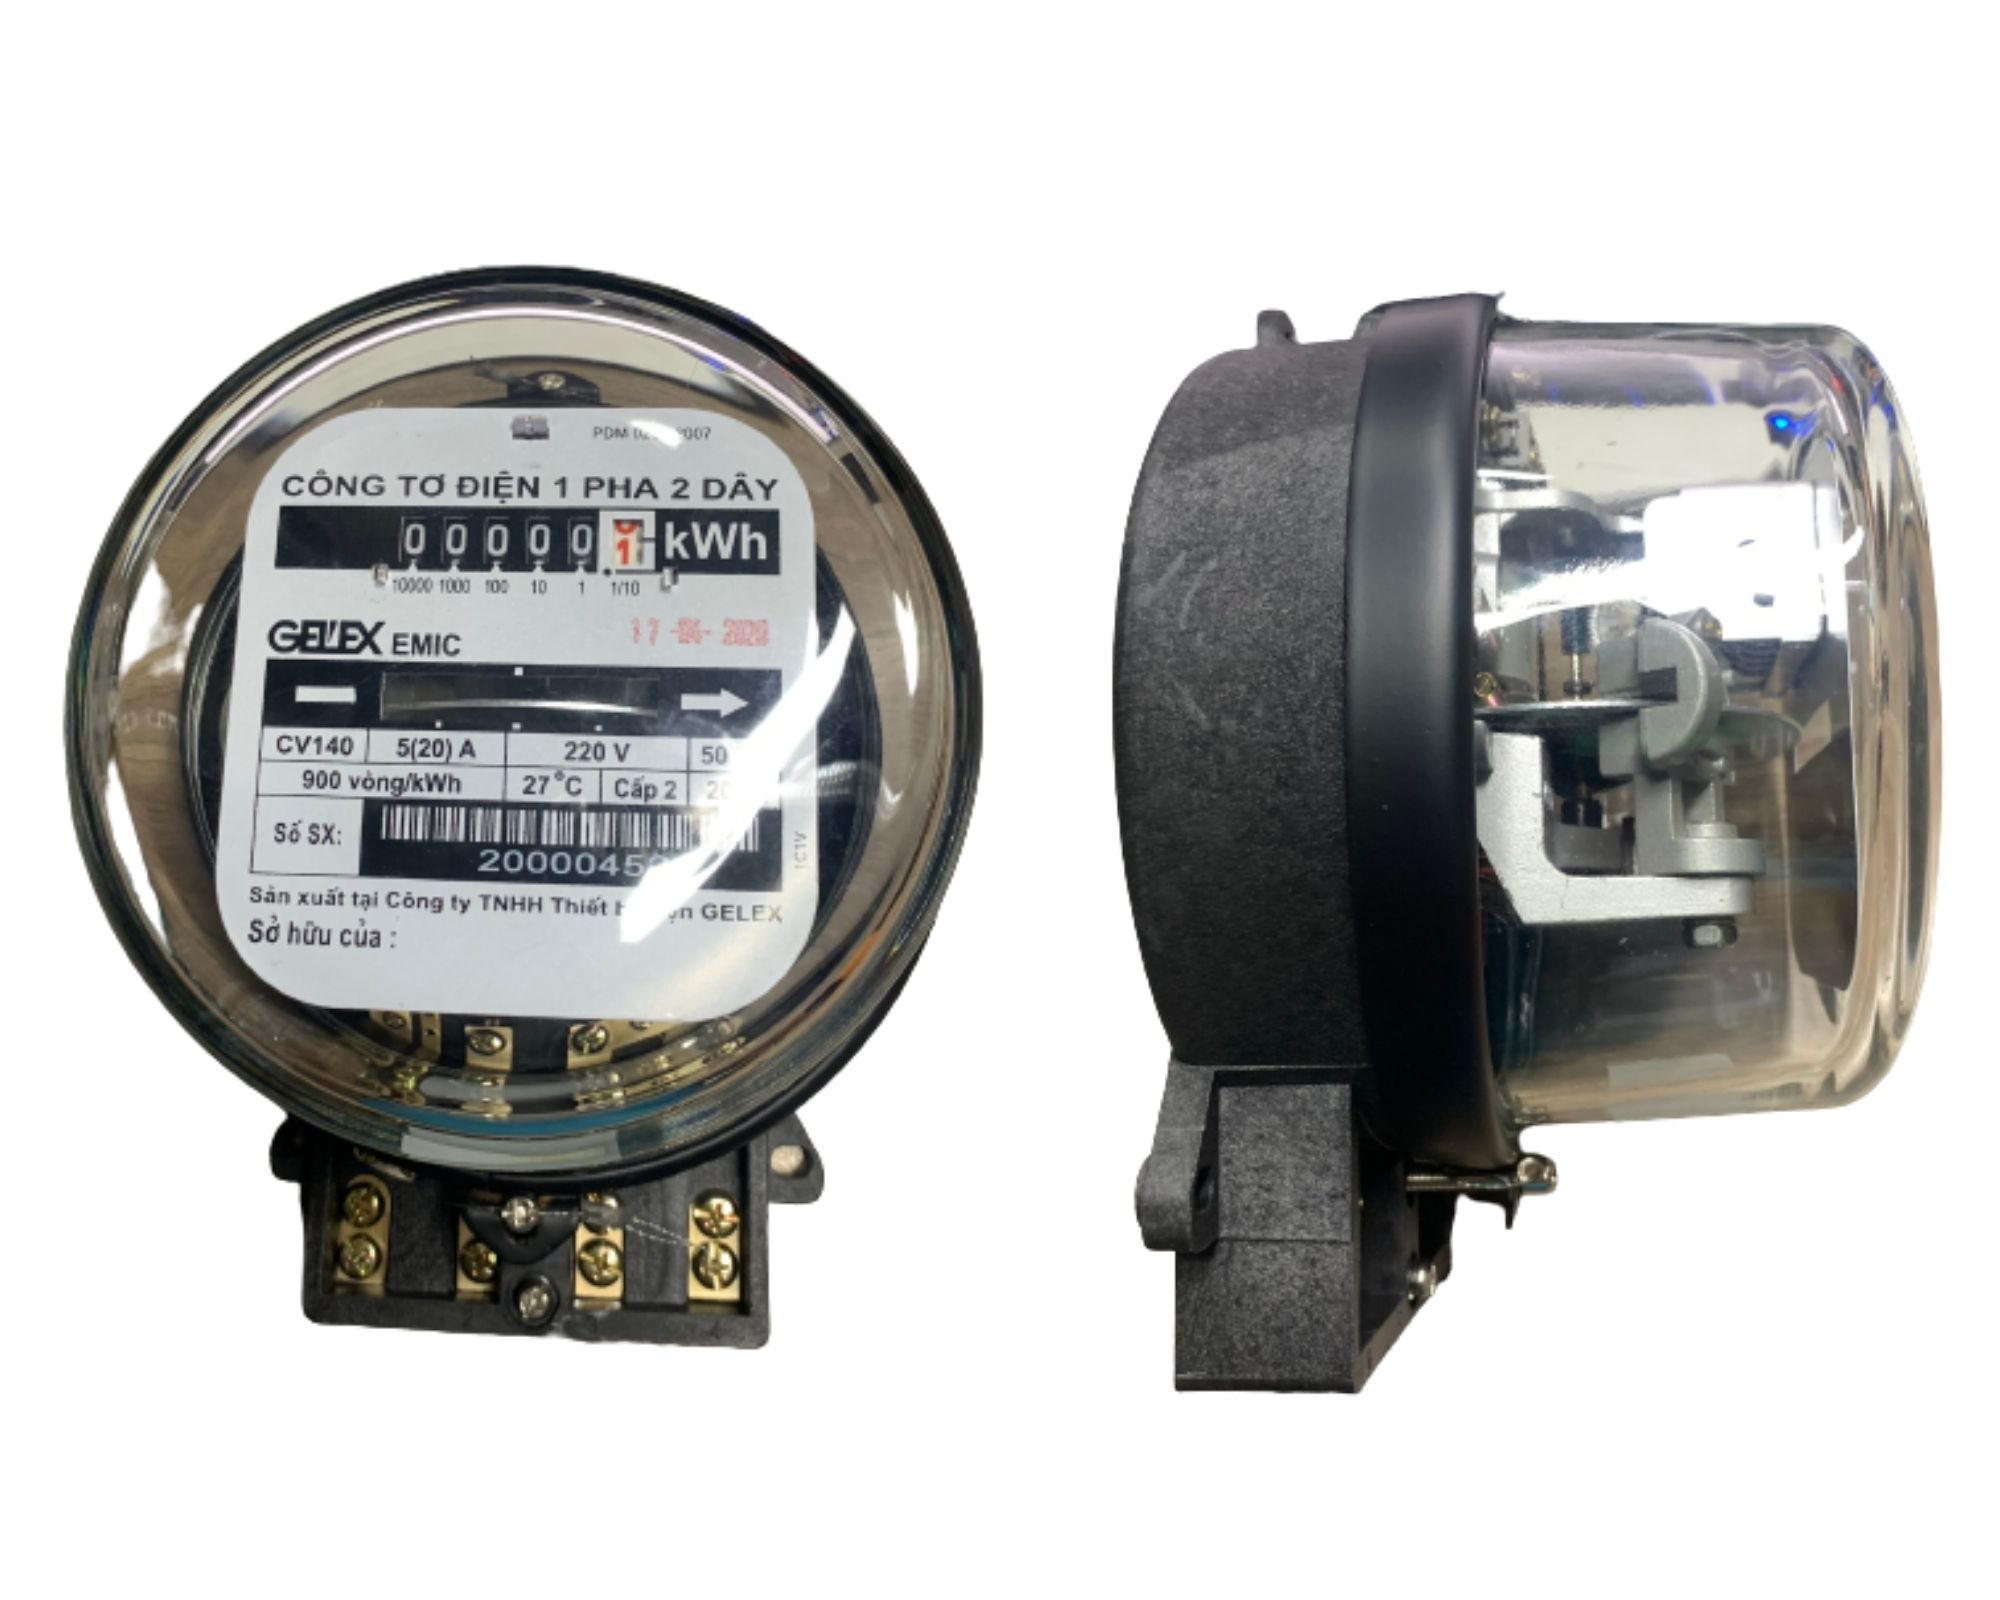 CÔNG TƠ ĐIỆN 1 PHA 2 DÂY
0 0 0 0 0 1 kWh
10000 1000 100 10 1 1/10
GELEX EMIC
CV140 5(20) A 220 V 50
900 vòng/kWh 27°C Cấp 2
Số SX:
Sản xuất tại Công ty TNHH Thiết GELEX
Sở hữu của :
1C1V